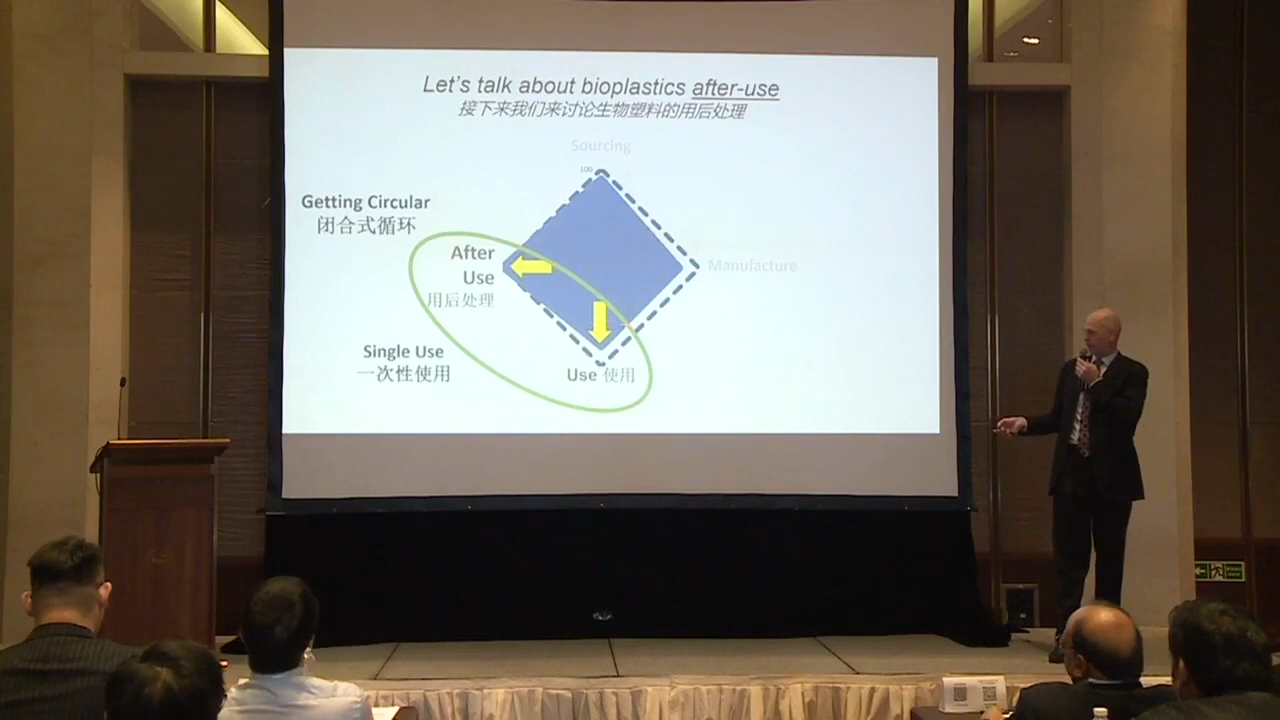 Let's talk about bioplastics after-use
接下来我们来讨论生物塑料的用后处理
Sourcing
100
Getting Circular
闭合式循环
After
Use
用后处理
Manufacture
Single Use
一次性使用
Use 使用